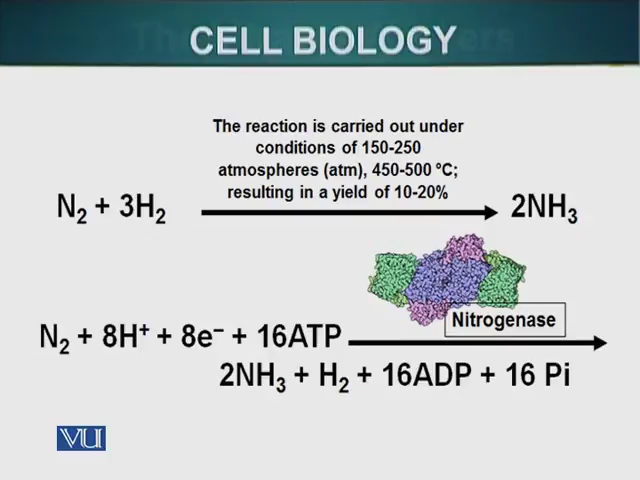 CELL BIOLOGY
The reaction is carried out under
conditions of 150-250
atmospheres (atm), 450-500 °C;
resulting in a yield of 10-20%
N₂ + 3H₂ 2NH₃
Nitrogenase
N₂ + 8H⁺ + 8e⁻ + 16ATP
2NH₃ + H₂ + 16ADP + 16 Pi
VU